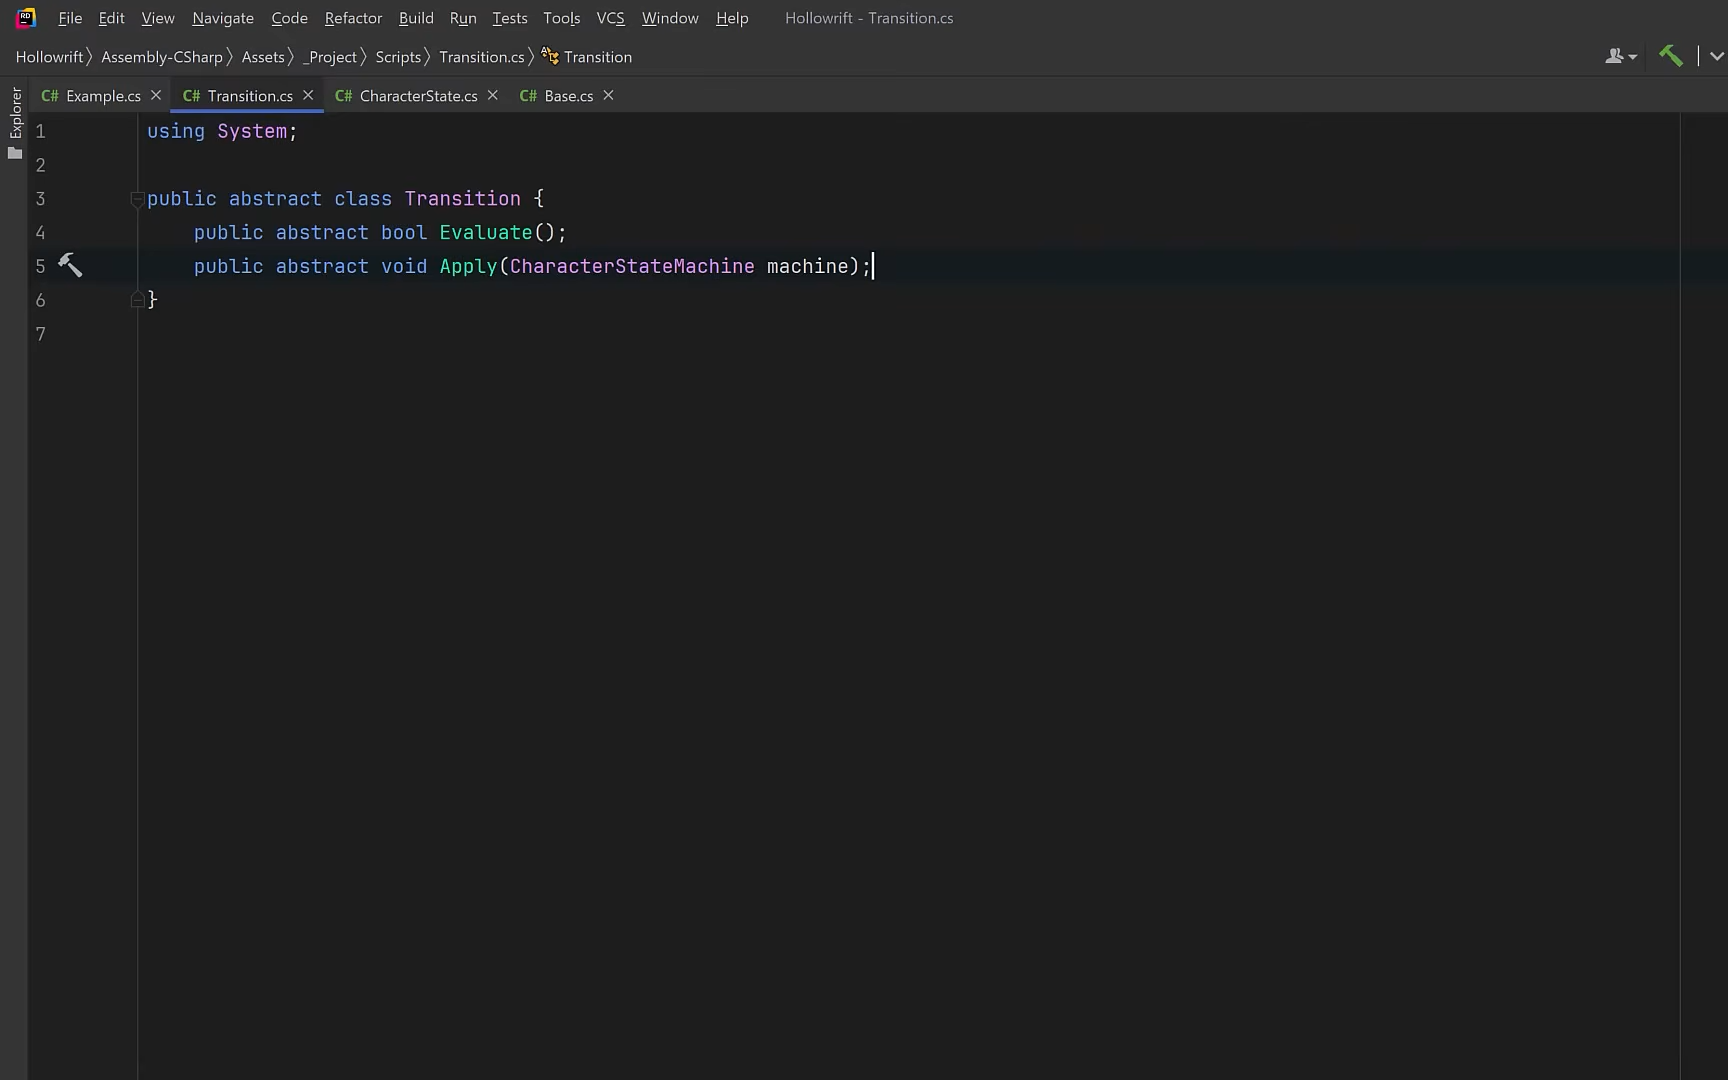 File Edit View Navigate Code Refactor Build Run Tests Tools VCS Window Help Hollowrift - Transition.cs
Hollowrift〉 Assembly-CSharp〉 Assets〉 _Project〉 Scripts〉 Transition.cs〉 Transition
C# Example.cs × C# Transition.cs × C# CharacterState.cs × C# Base.cs ×
Explorer
1 using System;
2
3 public abstract class Transition {
4     public abstract bool Evaluate();
5     public abstract void Apply(CharacterStateMachine machine);
6 }
7